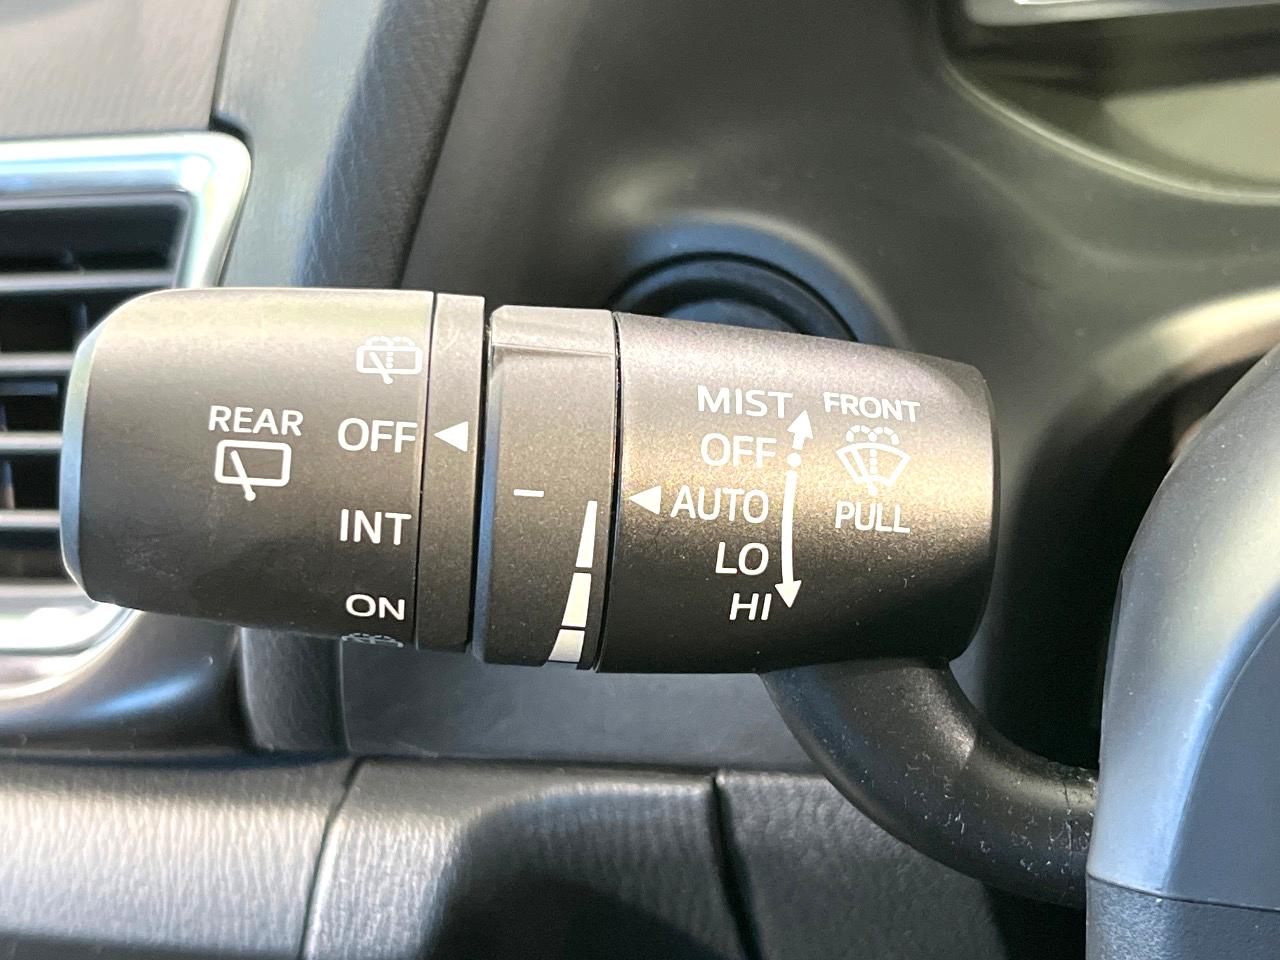 REAR
OFF
INT
ON
MIST
OFF
AUTO
LO
HI
FRONT
PULL